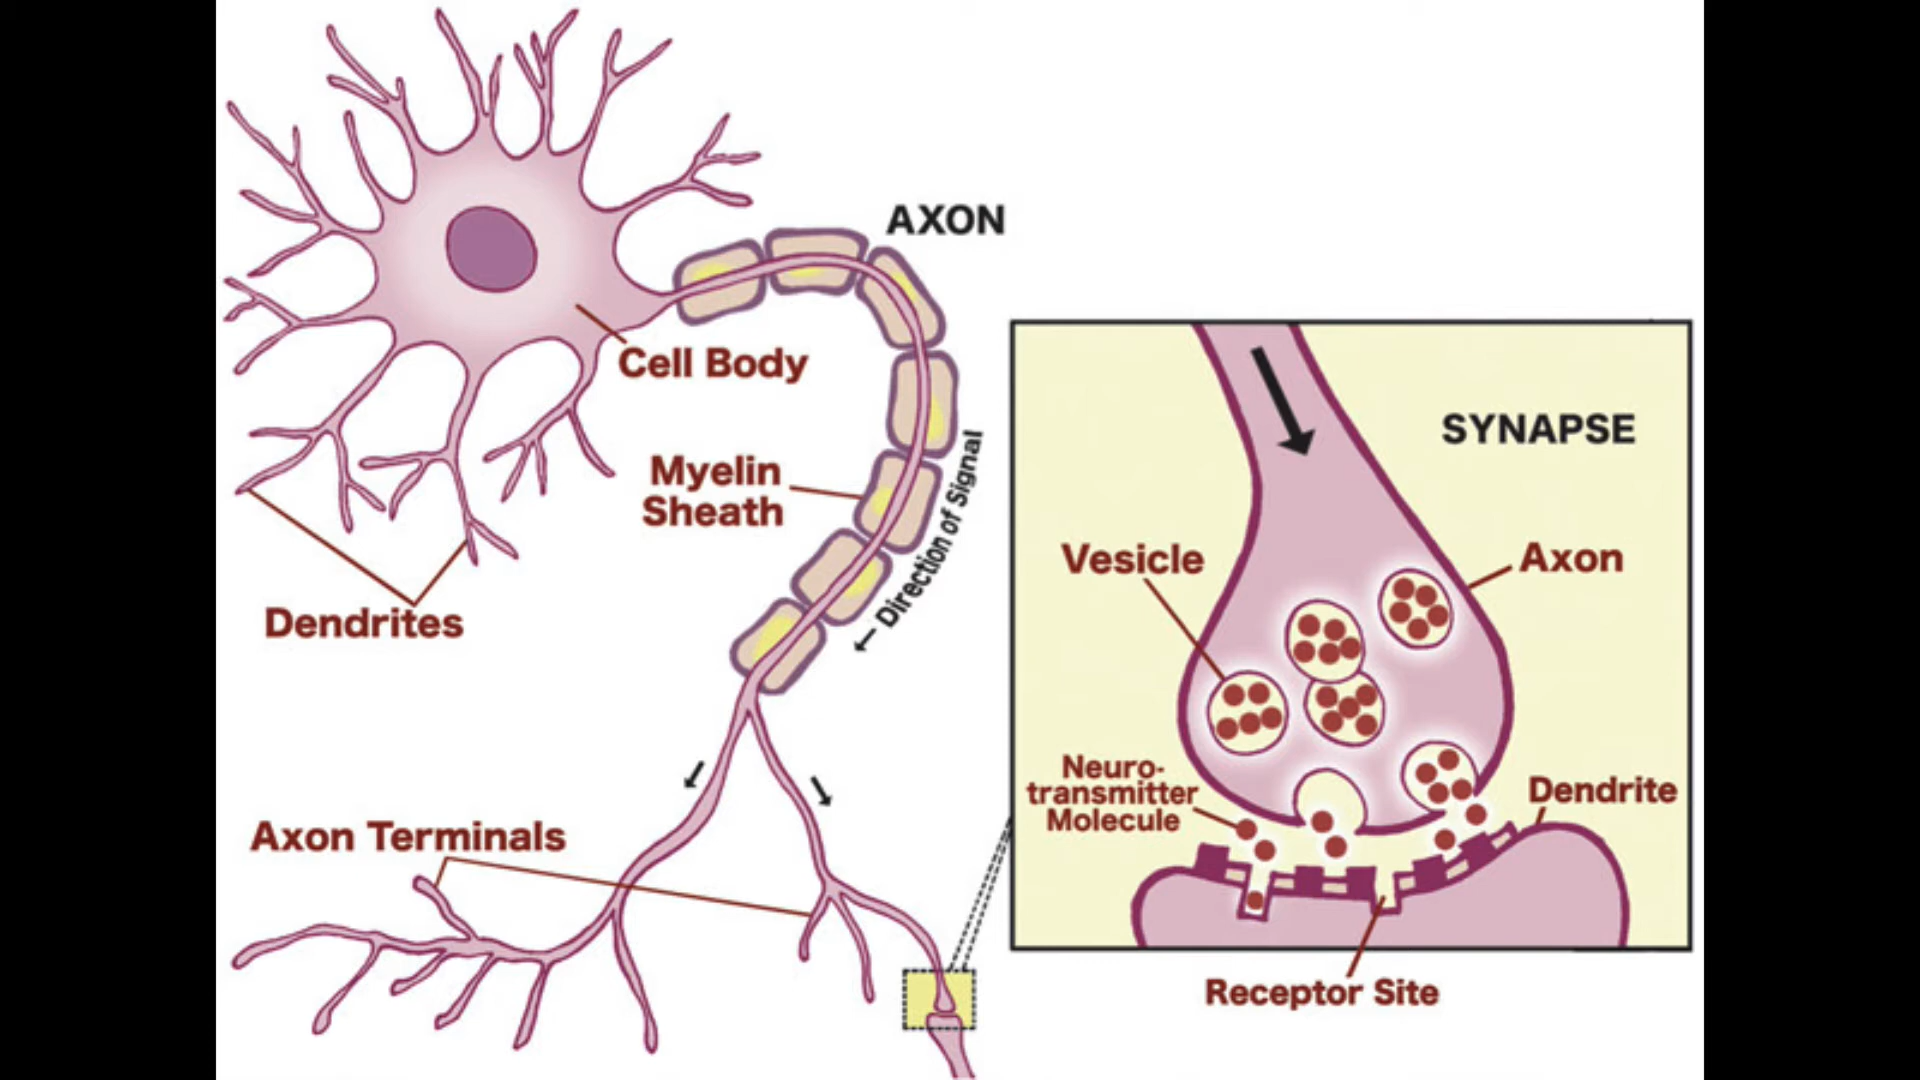 AXON
Cell Body
Myelin
Sheath
← Direction of Signal
Dendrites
Axon Terminals
SYNAPSE
Vesicle
Axon
Neuro-
transmitter
Molecule
Dendrite
Receptor Site